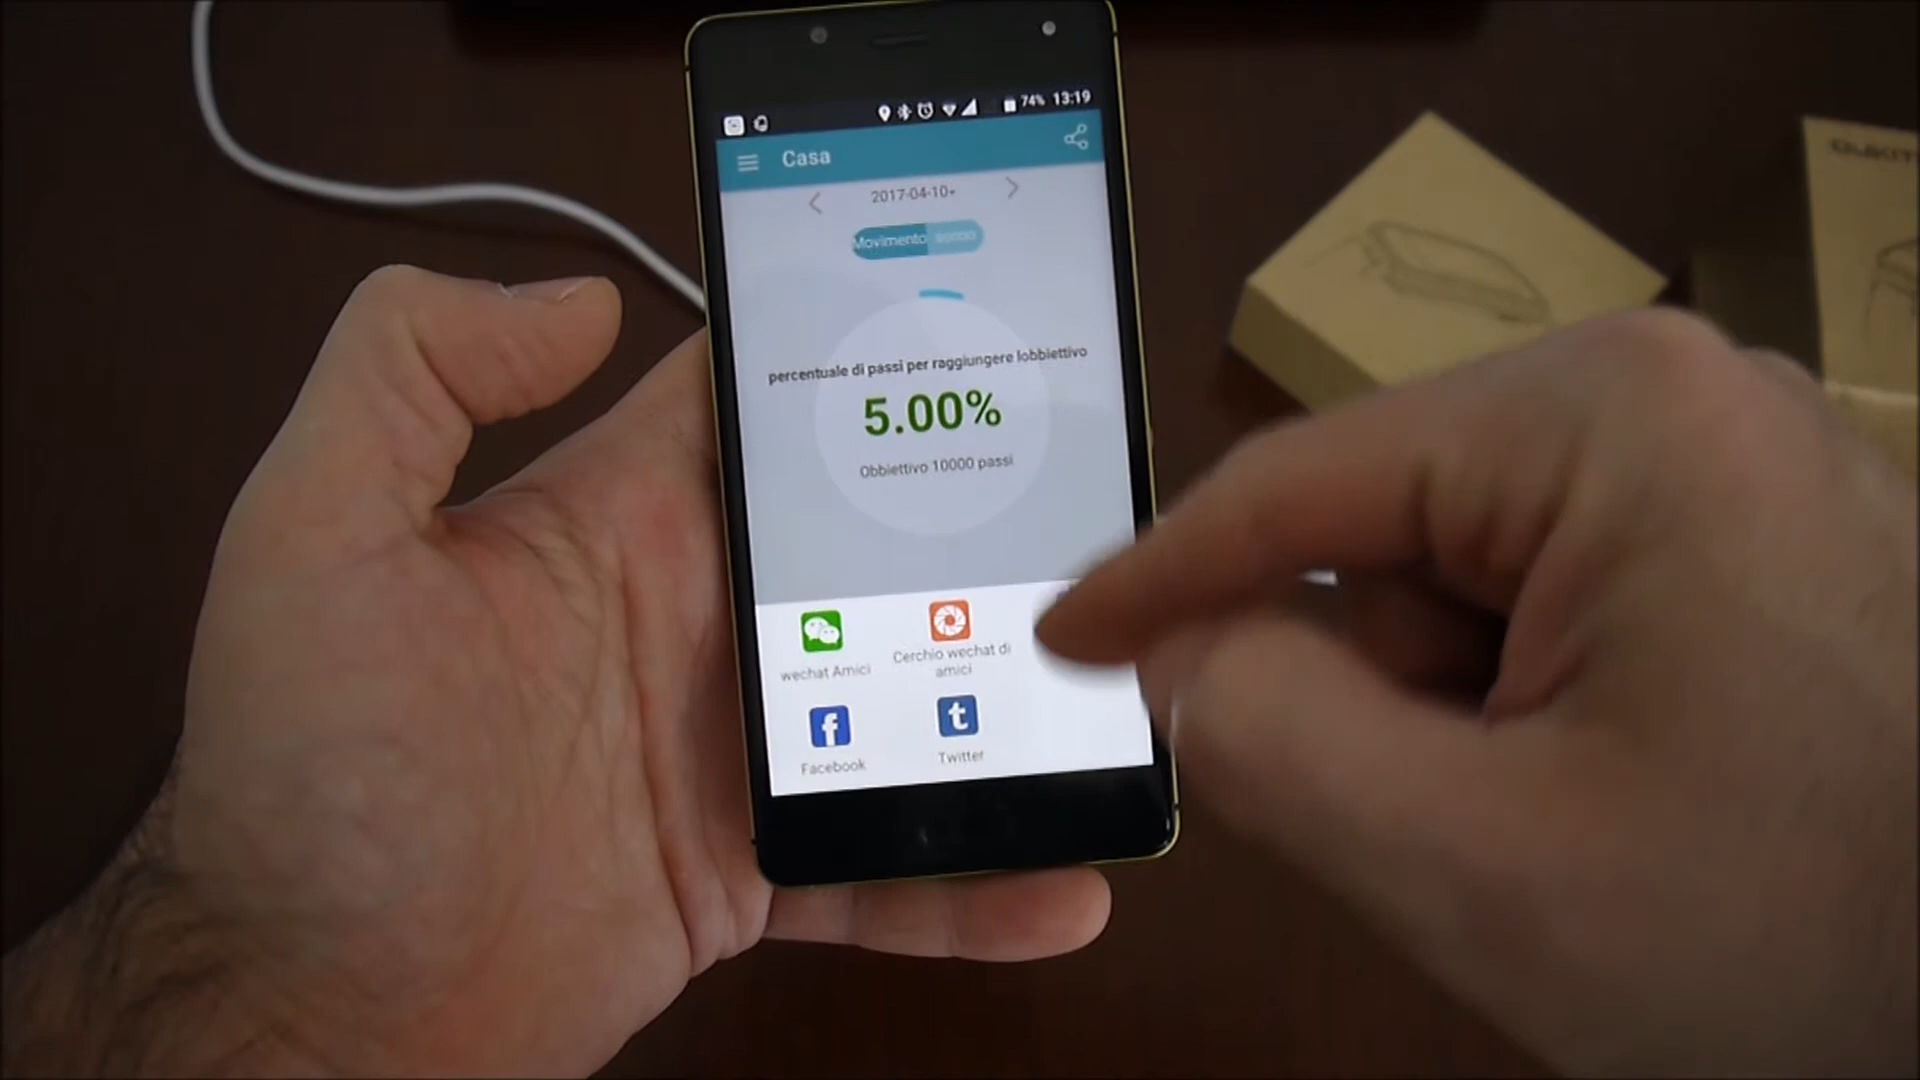 74% 13:19
Casa
2017-04-10
Movimento sonno
percentuale di passi per raggiungere lobbiettivo
5.00%
Obbiettivo 10000 passi
wechat Amici
Cerchio wechat di
amici
f
t
Facebook
Twitter